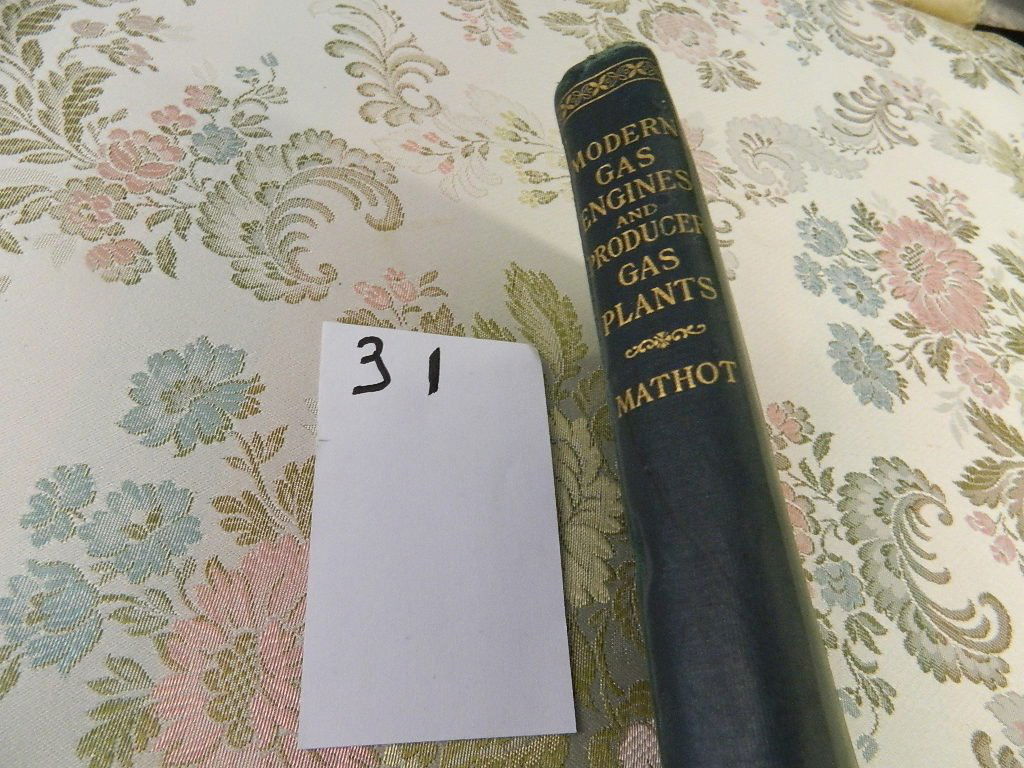 31
MODERN
GAS
ENGINES
AND
PRODUCER
GAS
PLANTS
MATHOT